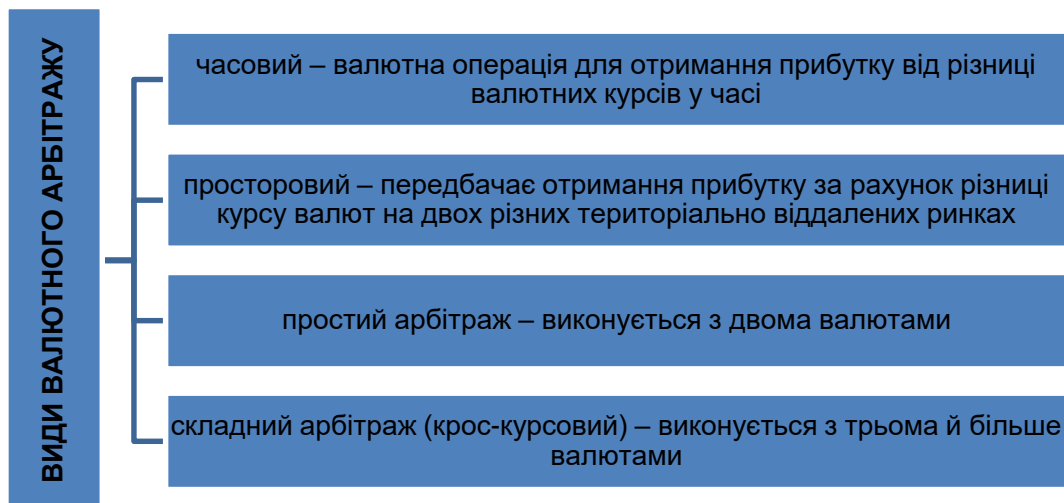 ВИДИ ВАЛЮТНОГО АРБІТРАЖУ
часовий – валютна операція для отримання прибутку від різниці
валютних курсів у часі
просторовий – передбачає отримання прибутку за рахунок різниці
курсу валют на двох різних територіально віддалених ринках
простий арбітраж – виконується з двома валютами
складний арбітраж (крос-курсовий) – виконується з трьома й більше
валютами